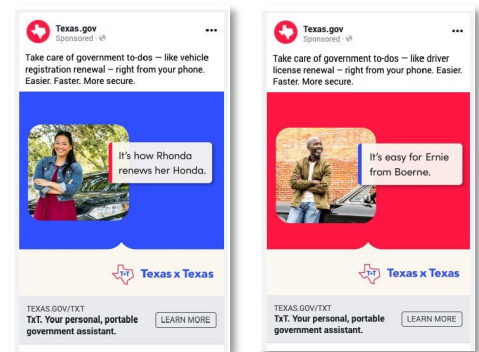 Texas.gov
Sponsored ·
Take care of government to-dos — like vehicle
registration renewal – right from your phone.
Easier. Faster. More secure.
It's how Rhonda
renews her Honda.
TxT
Texas x Texas
TEXAS.GOV/TXT
TxT. Your personal, portable
government assistant.
LEARN MORE
Texas.gov
Sponsored ·
Take care of government to-dos — like driver
license renewal – right from your phone. Easier.
Faster. More secure.
It's easy for Ernie
from Boerne.
TxT
Texas x Texas
TEXAS.GOV/TXT
TxT. Your personal, portable
government assistant.
LEARN MORE